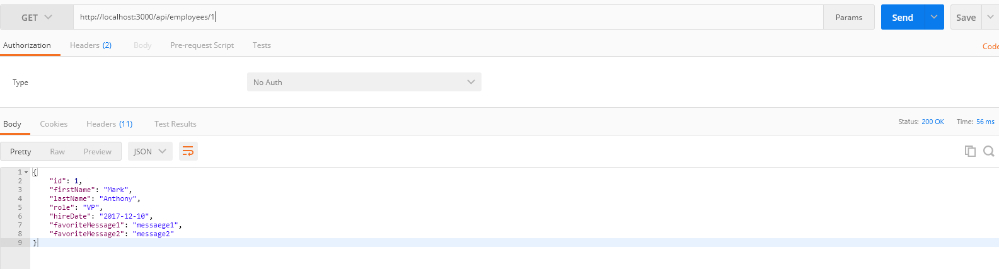 GET http://localhost:3000/api/employees/1 Params Send Save
Authorization Headers (2) Body Pre-request Script Tests Code
Type No Auth
Body Cookies Headers (11) Test Results Status: 200 OK Time: 56 ms
Pretty Raw Preview JSON
1 {
2 "id": 1,
3 "firstName": "Mark",
4 "lastName": "Anthony",
5 "role": "VP",
6 "hireDate": "2017-12-10",
7 "favoriteMessage1": "messaege1",
8 "favoriteMessage2": "message2"
9 }